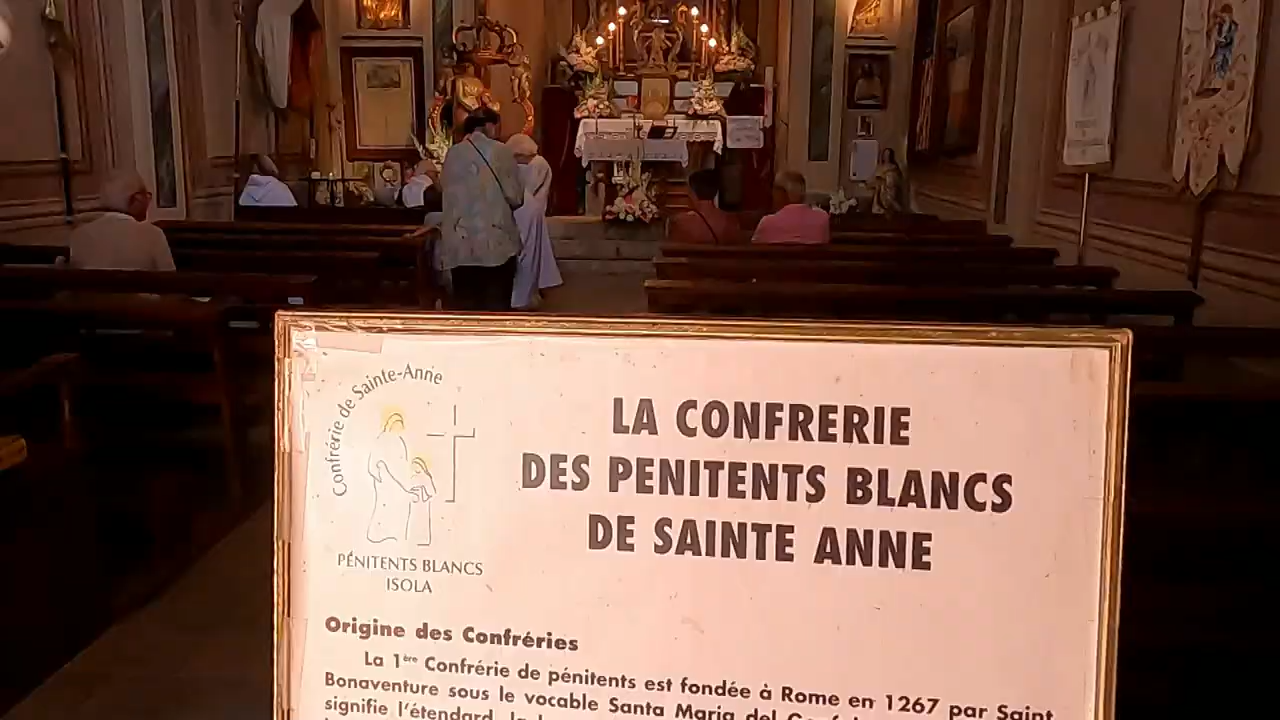 Confrérie de Sainte-Anne
PÉNITENTS BLANCS
ISOLA
LA CONFRERIE
DES PENITENTS BLANCS
DE SAINTE ANNE
Origine des Confréries
La 1ère Confrérie de pénitents est fondée à Rome en 1267 par Saint
Bonaventure sous le vocable Santa Maria del
signifie l'étendard